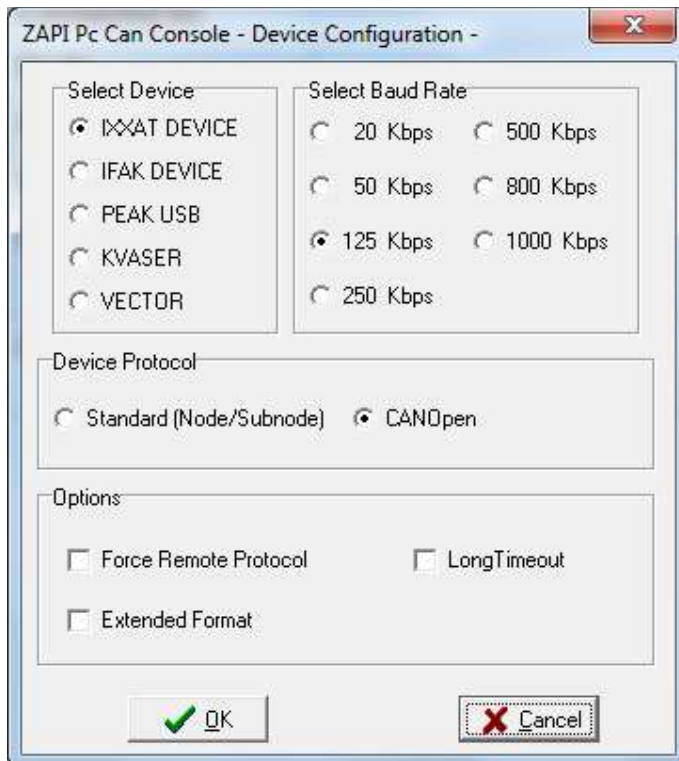 ZAPI Pc Can Console - Device Configuration -
Select Device
IXXAT DEVICE
IFAK DEVICE
PEAK USB
KVASER
VECTOR
Select Baud Rate
20 Kbps
500 Kbps
50 Kbps
800 Kbps
125 Kbps
1000 Kbps
250 Kbps
Device Protocol
Standard (Node/Subnode)
CANOpen
Options
Force Remote Protocol
LongTimeout
Extended Format
OK
Cancel